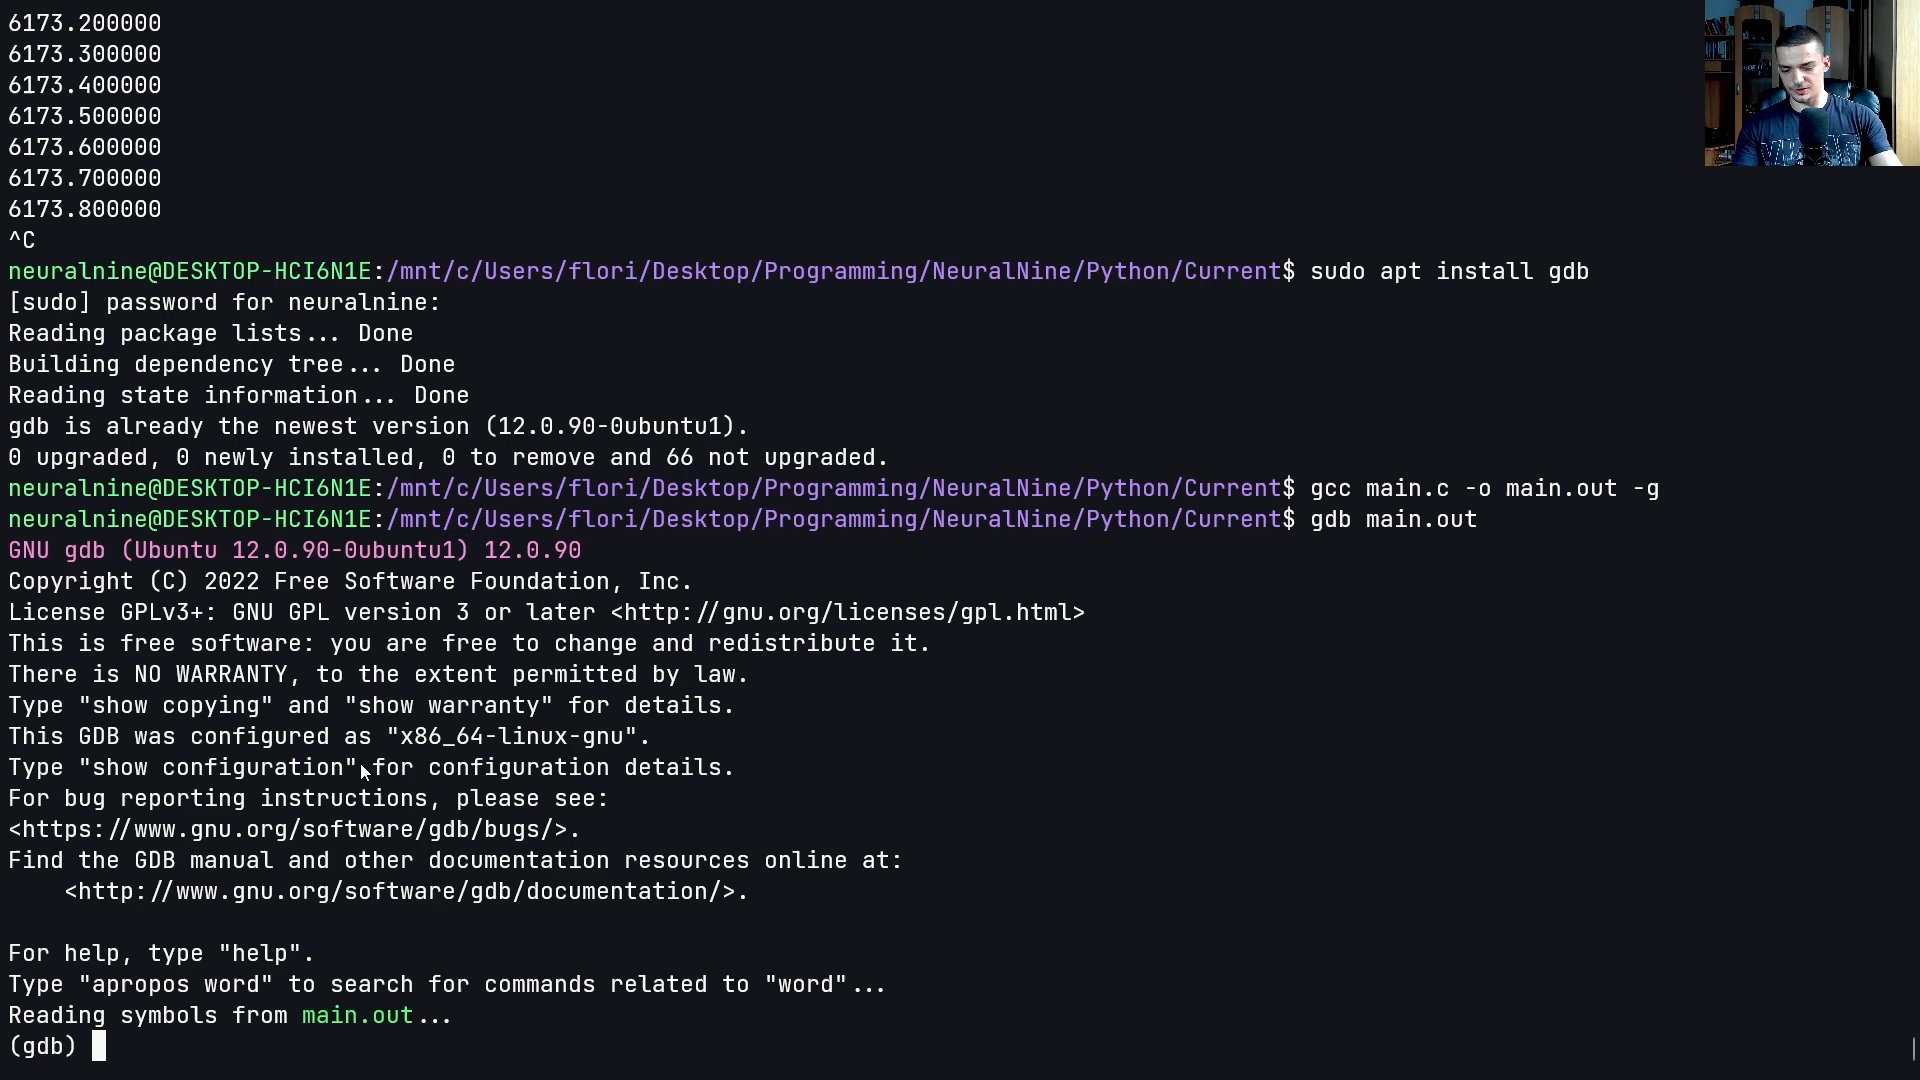 6173.200000
6173.300000
6173.400000
6173.500000
6173.600000
6173.700000
6173.800000
^C
neuralnine@DESKTOP-HCI6N1E:/mnt/c/Users/flori/Desktop/Programming/NeuralNine/Python/Current$ sudo apt install gdb
[sudo] password for neuralnine:
Reading package lists... Done
Building dependency tree... Done
Reading state information... Done
gdb is already the newest version (12.0.90-0ubuntu1).
0 upgraded, 0 newly installed, 0 to remove and 66 not upgraded.
neuralnine@DESKTOP-HCI6N1E:/mnt/c/Users/flori/Desktop/Programming/NeuralNine/Python/Current$ gcc main.c -o main.out -g
neuralnine@DESKTOP-HCI6N1E:/mnt/c/Users/flori/Desktop/Programming/NeuralNine/Python/Current$ gdb main.out
GNU gdb (Ubuntu 12.0.90-0ubuntu1) 12.0.90
Copyright (C) 2022 Free Software Foundation, Inc.
License GPLv3+: GNU GPL version 3 or later <http://gnu.org/licenses/gpl.html>
This is free software: you are free to change and redistribute it.
There is NO WARRANTY, to the extent permitted by law.
Type "show copying" and "show warranty" for details.
This GDB was configured as "x86_64-linux-gnu".
Type "show configuration" for configuration details.
For bug reporting instructions, please see:
<https://www.gnu.org/software/gdb/bugs/>.
Find the GDB manual and other documentation resources online at:
    <http://www.gnu.org/software/gdb/documentation/>.

For help, type "help".
Type "apropos word" to search for commands related to "word"...
Reading symbols from main.out...
(gdb)